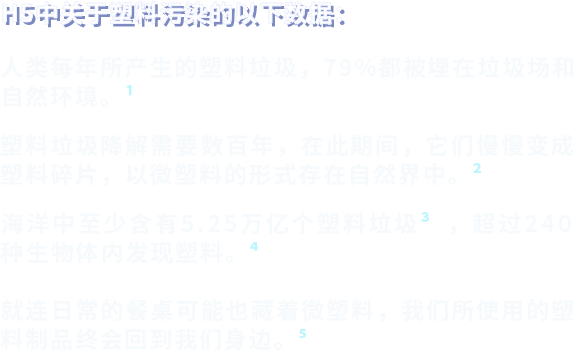 H5中关于塑料污染的以下数据：
人类每年所产生的塑料垃圾，79%都被埋在垃圾场和
自然环境。1
塑料垃圾降解需要数百年，在此期间，它们慢慢变成
塑料碎片，以微塑料的形式存在自然界中。2
海洋中至少含有5.25万亿个塑料垃圾3 ，超过240
种生物体内发现塑料。4
就连日常的餐桌可能也藏着微塑料，我们所使用的塑
料制品终会回到我们身边。5